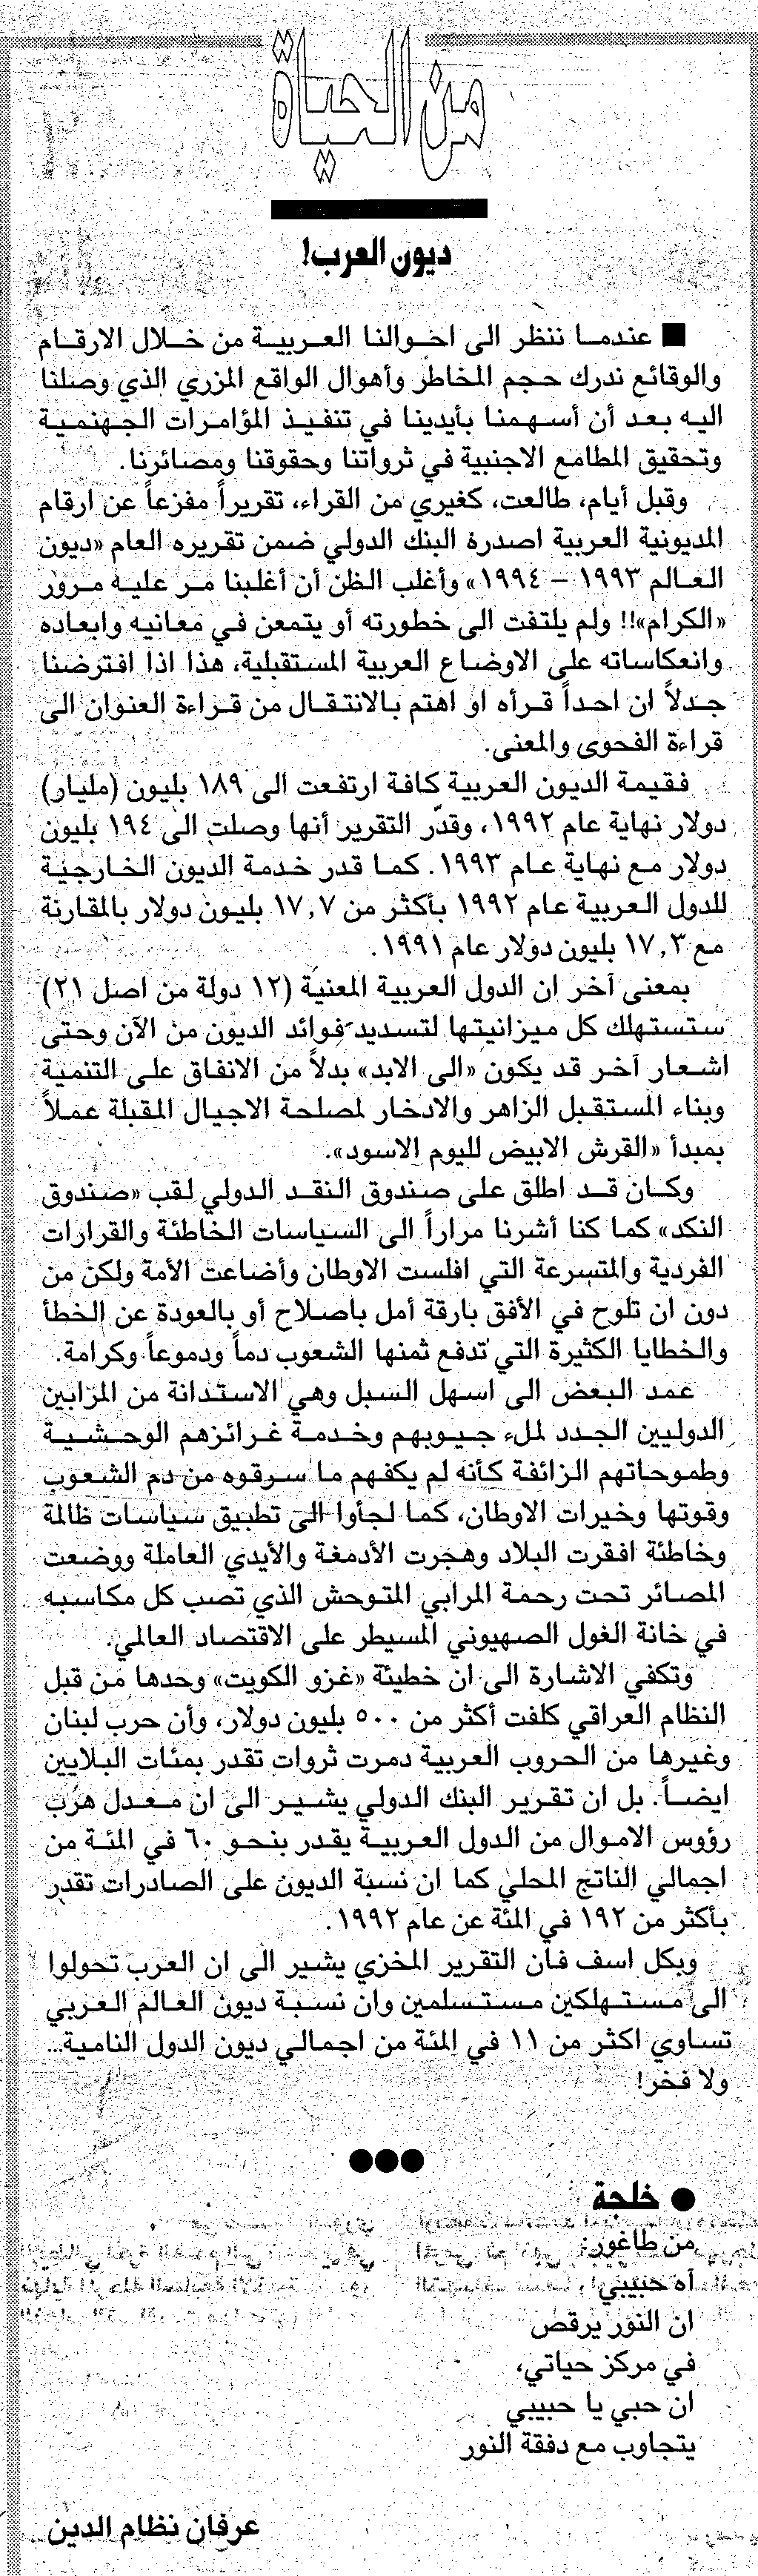 من الحياة
ديون العرب!
■ عندما ننظر الى احوالنا العربية من خلال الارقام
والوقائع ندرك حجم المخاطر وأهوال الواقع المزري الذي وصلنا
اليه بعد أن أسهمنا بأيدينا في تنفيذ المؤامرات الجهنمية
وتحقيق المطامع الاجنبية في ثرواتنا وحقوقنا ومصائرنا.
وقبل أيام، طالعت، كغيري من القراء، تقريراً مفزعاً عن ارقام
المديونية العربية اصدرة البنك الدولي ضمن تقريره العام «ديون
العالم ١٩٩٣ – ١٩٩٤» وأغلب الظن أن أغلبنا مر عليه مرور
«الكرام»!! ولم يلتفت الى خطورته أو يتمعن في معانيه وابعاده
وانعكاساته على الاوضاع العربية المستقبلية، هذا اذا افترضنا
جدلاً ان احداً قرأه او اهتم بالانتقال من قراءة العنوان الى
قراءة الفحوى والمعنى.
فقيمة الديون العربية كافة ارتفعت الى ١٨٩ بليون (مليار)
دولار نهاية عام ١٩٩٢، وقدّر التقرير أنها وصلت الى ١٩٤ بليون
دولار مع نهاية عام ١٩٩٣. كما قدر خدمة الديون الخارجية
للدول العربية عام ١٩٩٢ بأكثر من ١٧,٧ بليون دولار بالمقارنة
مع ١٧,٣ بليون دولار عام ١٩٩١.
بمعنى آخر ان الدول العربية المعنية (١٢ دولة من اصل ٢١)
ستستهلك كل ميزانيتها لتسديد فوائد الديون من الآن وحتى
اشعار آخر قد يكون «الى الابد» بدلاً من الانفاق على التنمية
وبناء المستقبل الزاهر والادخار لمصلحة الاجيال المقبلة عملاً
بمبدأ «القرش الابيض لليوم الاسود».
وكان قد اطلق على صندوق النقد الدولي لقب «صندوق
النكد» كما كنا أشرنا مراراً الى السياسات الخاطئة والقرارات
الفردية والمتسرعة التي افلست الاوطان وأضاعت الأمة ولكن من
دون ان تلوح في الأفق بارقة أمل باصلاح أو بالعودة عن الخطأ
والخطايا الكثيرة التي تدفع ثمنها الشعوب دماً ودموعاً وكرامة.
عمد البعض الى اسهل السبل وهي الاستدانة من المرابين
الدوليين الجدد لملء جيوبهم وخدمة غرائزهم الوحشية
وطموحاتهم الزائفة كأنه لم يكفهم ما سرقوه من دم الشعوب
وقوتها وخيرات الاوطان، كما لجأوا الى تطبيق سياسات ظالمة
وخاطئة افقرت البلاد وهجرت الأدمغة والأيدي العاملة ووضعت
المصائر تحت رحمة المرابي المتوحش الذي تصب كل مكاسبه
في خانة الغول الصهيوني المسيطر على الاقتصاد العالمي.
وتكفي الاشارة الى ان خطيئة «غزو الكويت» وحدها من قبل
النظام العراقي كلفت أكثر من ٥٠٠ بليون دولار، وأن حرب لبنان
وغيرها من الحروب العربية دمرت ثروات تقدر بمئات البلايين
ايضاً. بل ان تقرير البنك الدولي يشير الى ان معدل هرب
رؤوس الاموال من الدول العربية يقدر بنحو ٦٠ في المئة من
اجمالي الناتج المحلي كما ان نسبة الديون على الصادرات تقدر
بأكثر من ١٩٢ في المئة عن عام ١٩٩٢.
وبكل اسف فان التقرير المخزي يشير الى ان العرب تحولوا
الى مستهلكين مستسلمين وان نسبة ديون العالم العربي
تساوي اكثر من ١١ في المئة من اجمالي ديون الدول النامية...
ولا فخر!
●●●
● خلجة
من طاغور:
آه حبيبي
ان النور يرقص
في مركز حياتي،
ان حبي يا حبيبي
يتجاوب مع دفقة النور
عرفان نظام الدين